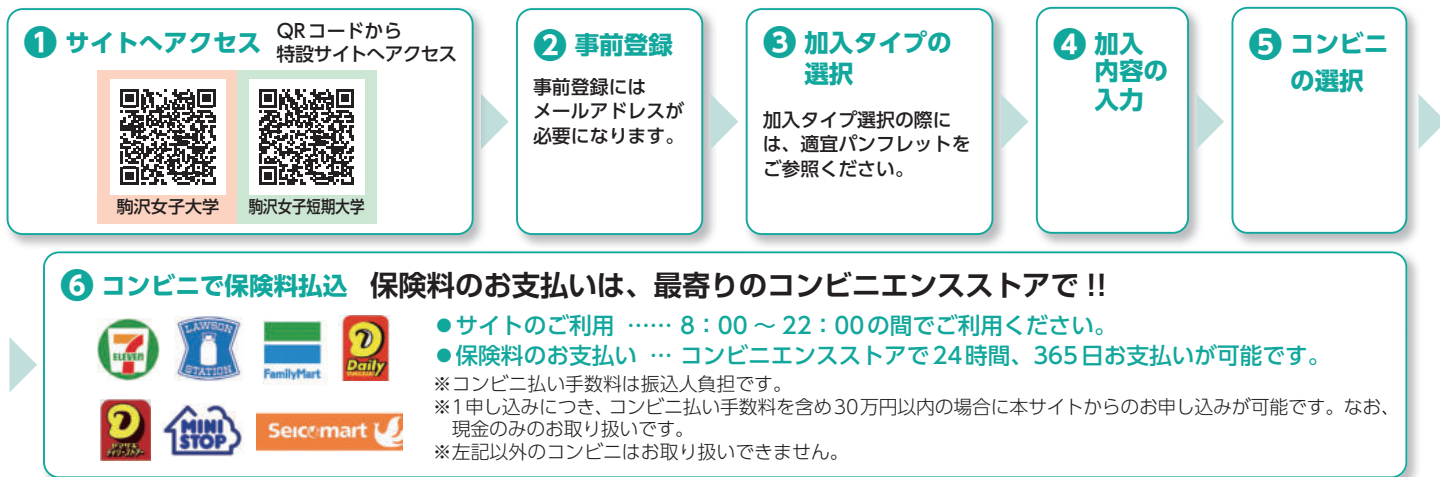 ❶ サイトへアクセス
QRコードから
特設サイトへアクセス
駒沢女子大学
駒沢女子短期大学
❷ 事前登録
事前登録には
メールアドレスが
必要になります。
❸ 加入タイプの
選択
加入タイプ選択の際に
は、適宜パンフレットを
ご参照ください。
❹ 加入
内容の
入力
❺ コンビニ
の選択
❻ コンビニで保険料払込 保険料のお支払いは、最寄りのコンビニエンスストアで!!
7
ELEVEN
LAWSON
STATION
FamilyMart
Daily
デイリーストアー
MINI
STOP
Seicomart
●サイトのご利用 …… 8：00 ～ 22：00の間でご利用ください。
●保険料のお支払い … コンビニエンスストアで24時間、365日お支払いが可能です。
※コンビニ払い手数料は振込人負担です。
※1申し込みにつき、コンビニ払い手数料を含め30万円以内の場合に本サイトからのお申し込みが可能です。なお、
現金のみのお取り扱いです。
※左記以外のコンビニはお取り扱いできません。